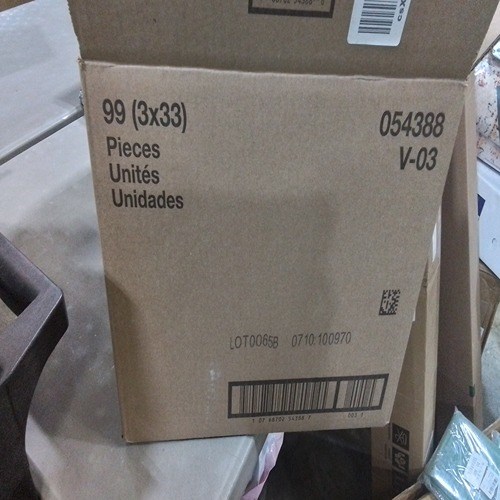 99 (3x33)
Pieces
Unités
Unidades
054388
V-03
LOT0065B 0710:100970